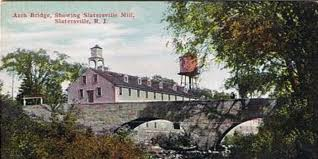 Arch Bridge, Showing Slatersville Mill,
Slatersville, R. I.